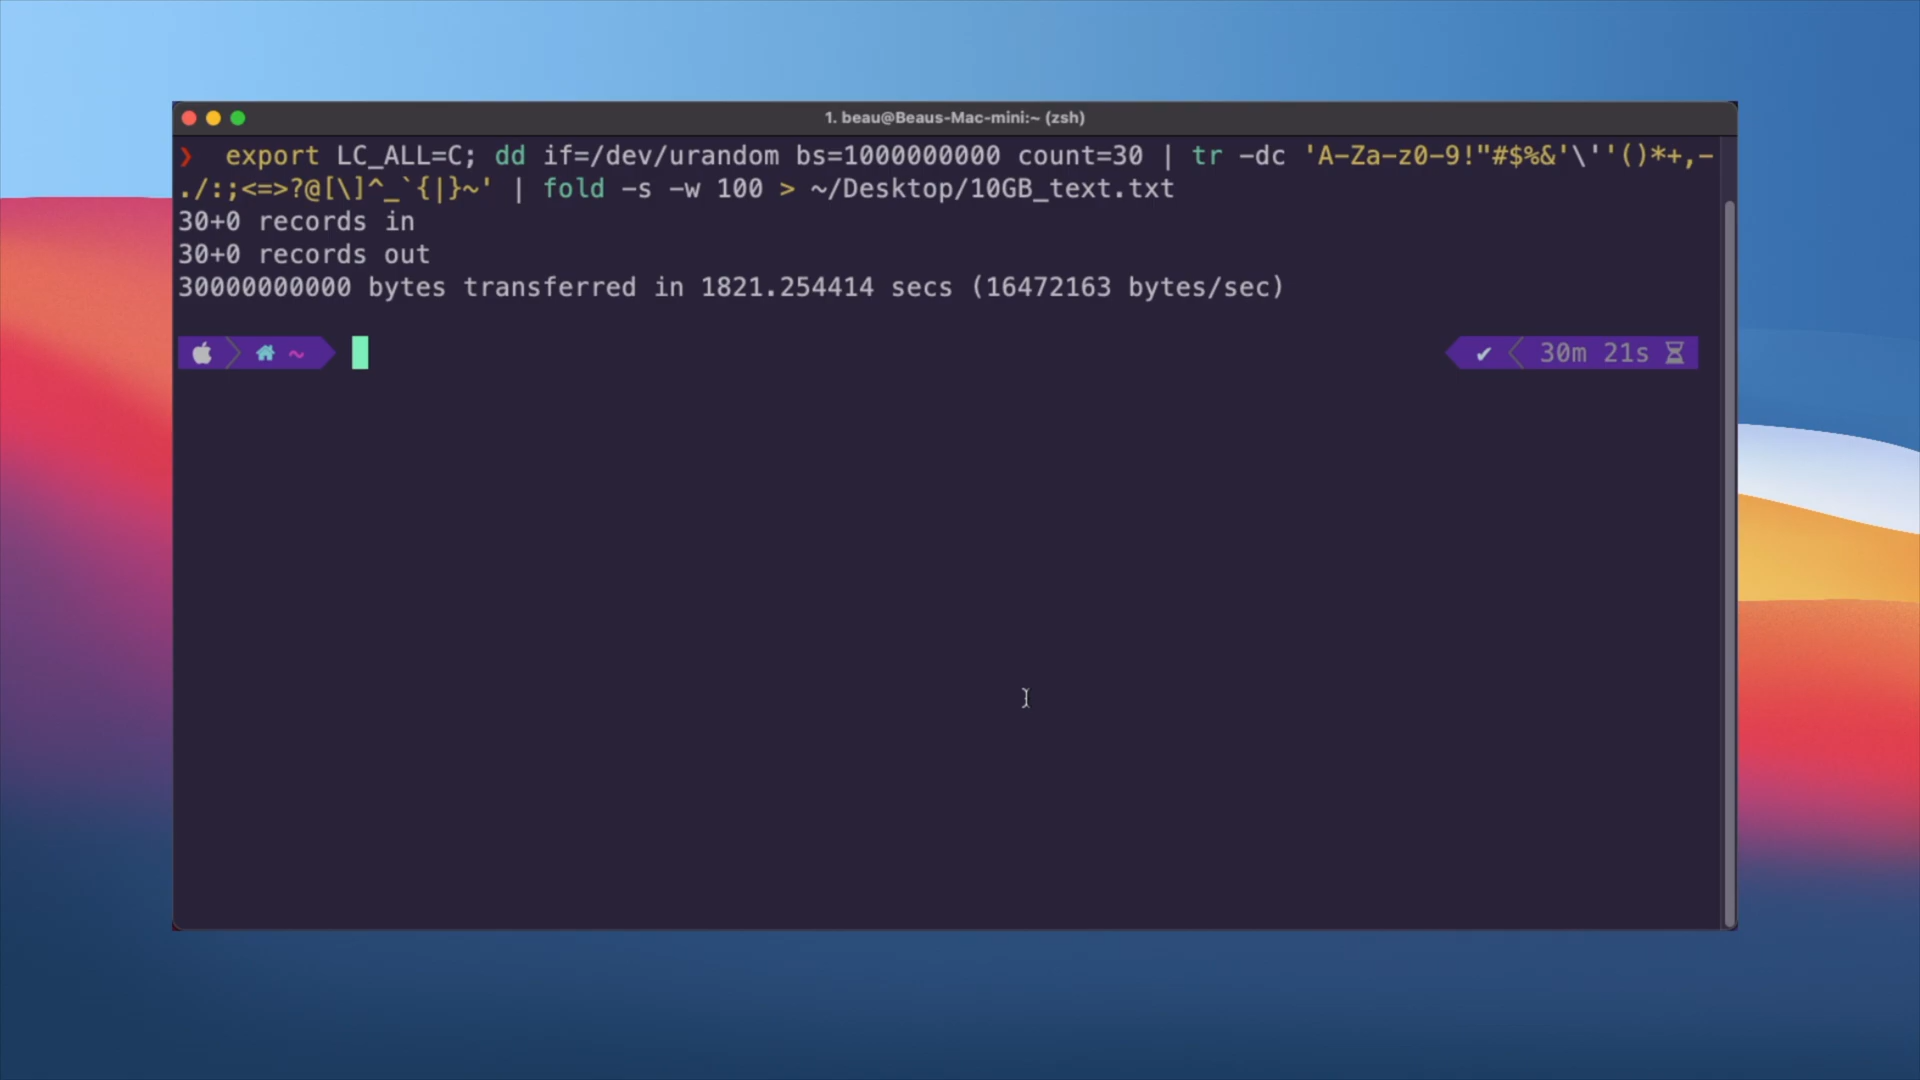 1. beau@Beaus-Mac-mini:~ (zsh)
❯ export LC_ALL=C; dd if=/dev/urandom bs=1000000000 count=30 | tr -dc 'A-Za-z0-9!"#$%&'\''()*+,-
./:;<=>?@[\]^_`{|}~' | fold -s -w 100 > ~/Desktop/10GB_text.txt
30+0 records in
30+0 records out
30000000000 bytes transferred in 1821.254414 secs (16472163 bytes/sec)
~ ✔ 30m 21s